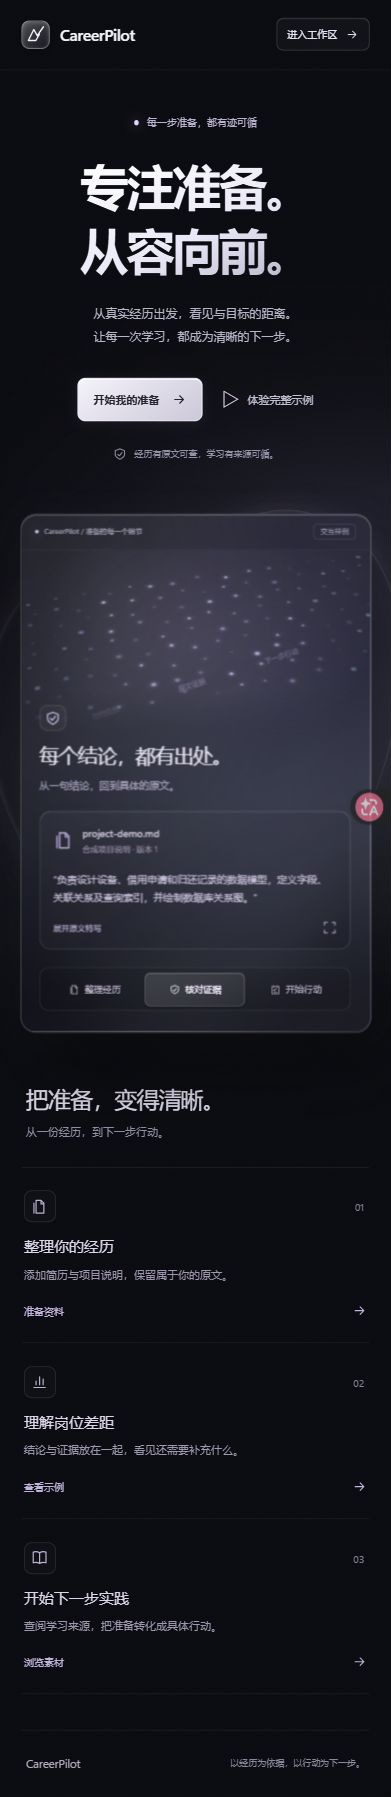 CareerPilot
进入工作区
每一步准备，都有迹可循
专注准备。
从容向前。
从真实经历出发，看见与目标的距离。
让每一次学习，都成为清晰的下一步。
开始我的准备
体验完整示例
经历有原文可查，学习有来源可循。
CareerPilot / 准备的每一个细节
每个结论，都有出处。
从一句结论，回到具体的原文。
project-demo.md
合成项目说明 · 版本 1
“负责设计设备、借用申请和归还记录的数据模型，定义字段、
关联关系及查询索引，并绘制数据库关系图。”
展开原文特写
整理经历
核对证据
开始行动
把准备，变得清晰。
从一份经历，到下一步行动。
01
整理你的经历
添加简历与项目说明，保留属于你的原文。
准备资料
02
理解岗位差距
结论与证据放在一起，看见还需要补充什么。
查看示例
03
开始下一步实践
查阅学习来源，把准备转化成具体行动。
浏览素材
CareerPilot
以经历为依据，以行动为下一步。